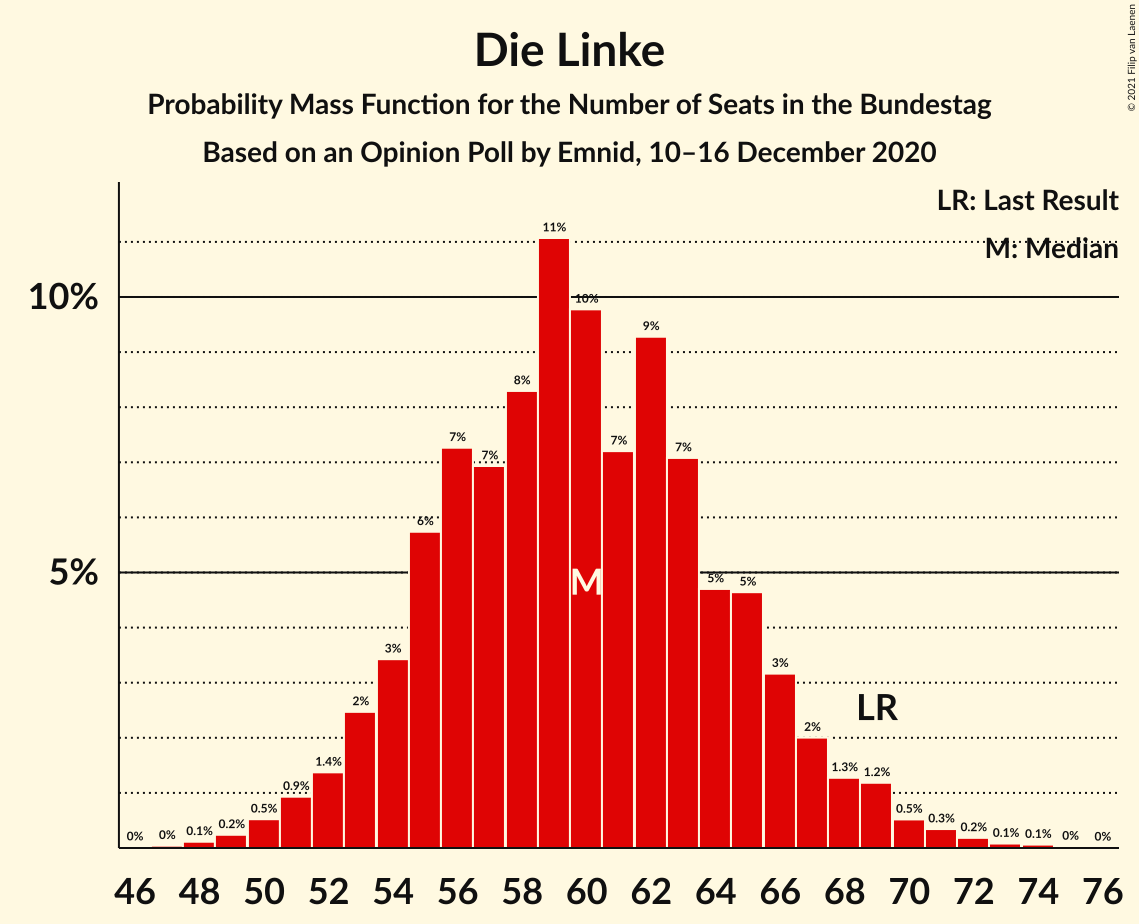 Die Linke
Probability Mass Function for the Number of Seats in the Bundestag
Based on an Opinion Poll by Emnid, 10–16 December 2020
© 2021 Filip van Laenen
LR: Last Result
M: Median
10%
5%
0% 0% 0.1% 0.2% 0.5% 0.9% 1.4% 2% 3% 6% 7% 7% 8% 11% 10% 7% 9% 7% 5% 5% 3% 2% 1.3% 1.2% 0.5% 0.3% 0.2% 0.1% 0.1% 0% 0%
M
LR
46 48 50 52 54 56 58 60 62 64 66 68 70 72 74 76